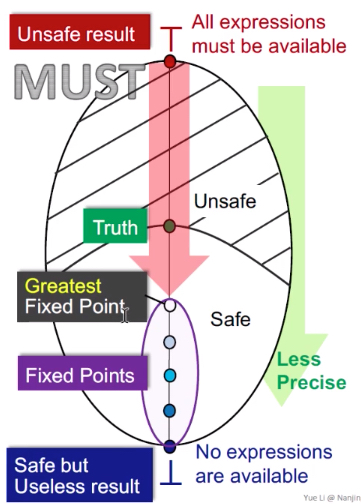 Unsafe result
⊤
All expressions
must be available
MUST
Unsafe
Truth
Greatest
Fixed Point
Safe
Fixed Points
Less
Precise
Safe but
Useless result
⊥
No expressions
are available
Yue Li @ Nanjin